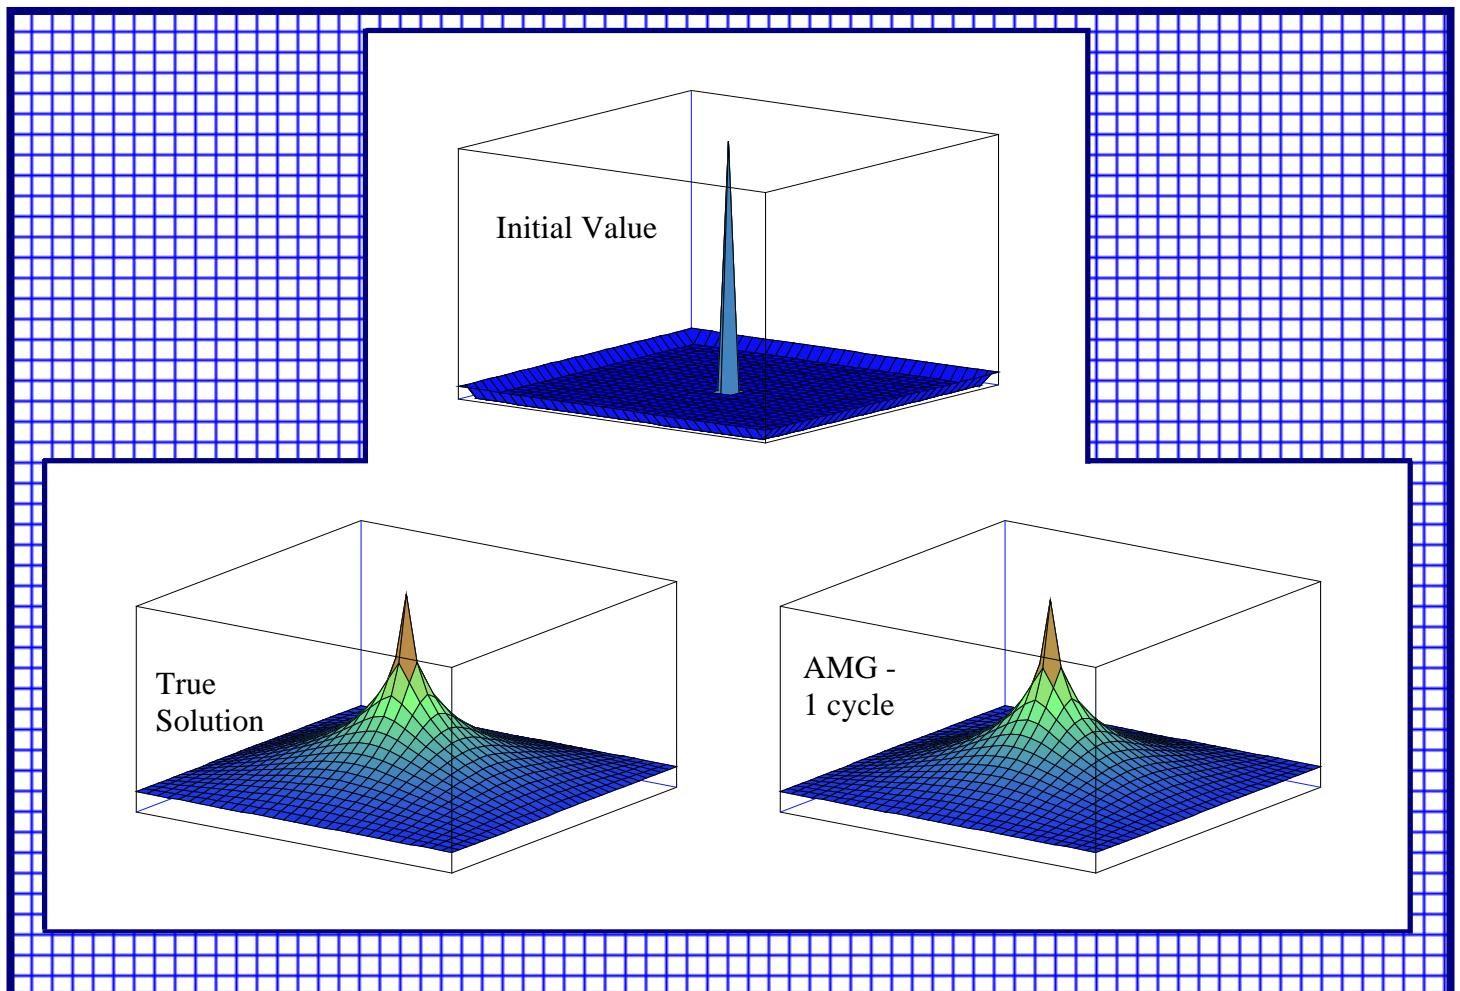 Initial Value
True
Solution
AMG -
1 cycle